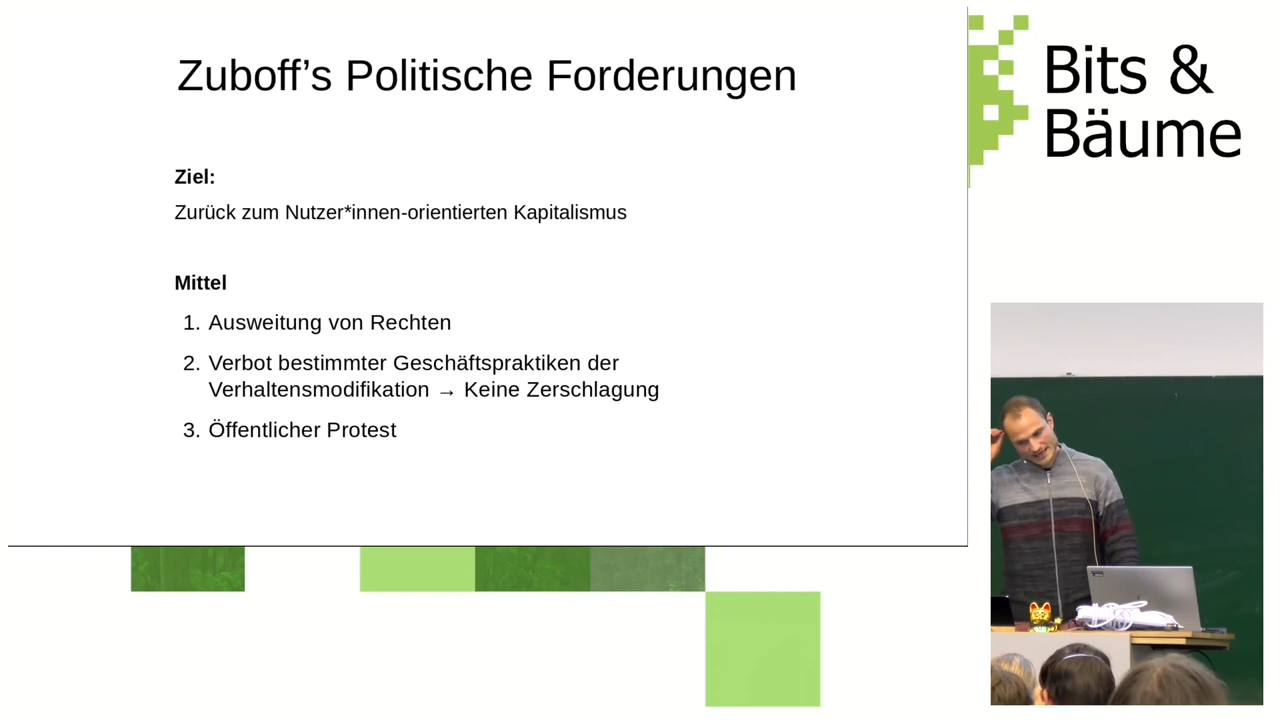 Zuboff’s Politische Forderungen
Ziel:
Zurück zum Nutzer*innen-orientierten Kapitalismus
Mittel
1. Ausweitung von Rechten
2. Verbot bestimmter Geschäftspraktiken der
Verhaltensmodifikation → Keine Zerschlagung
3. Öffentlicher Protest
Bits &
Bäume